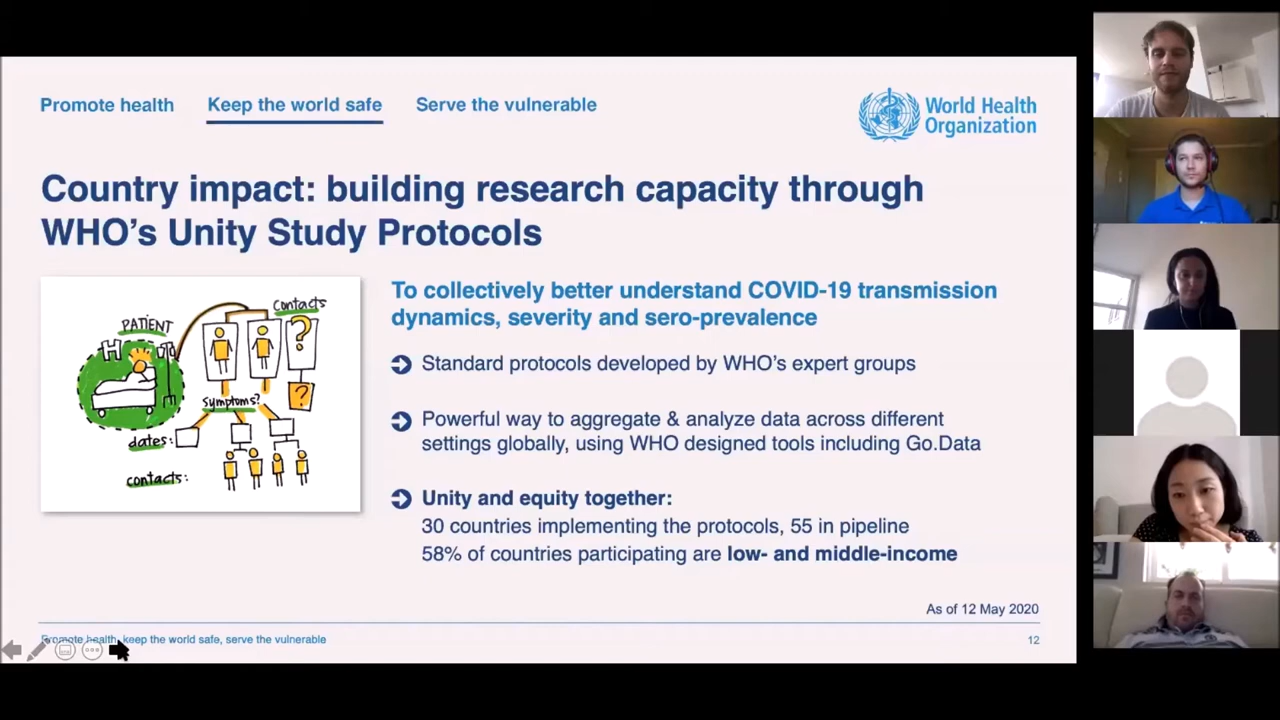 Promote health Keep the world safe Serve the vulnerable
World Health
Organization
Country impact: building research capacity through
WHO's Unity Study Protocols
Contacts
PATIENT
?
?
symptoms?
dates:
contacts:
To collectively better understand COVID-19 transmission
dynamics, severity and sero-prevalence
Standard protocols developed by WHO's expert groups
Powerful way to aggregate & analyze data across different
settings globally, using WHO designed tools including Go.Data
Unity and equity together:
30 countries implementing the protocols, 55 in pipeline
58% of countries participating are low- and middle-income
As of 12 May 2020
Promote health, keep the world safe, serve the vulnerable
12